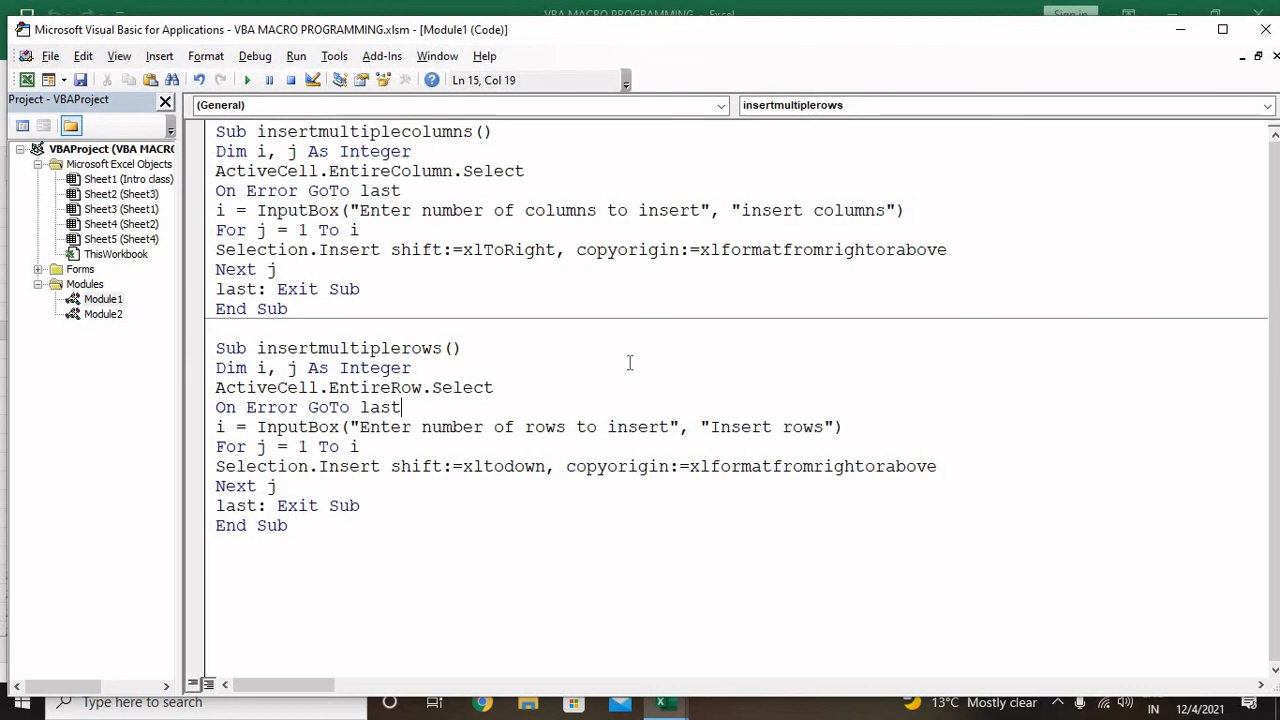 VBA MACRO PROGRAMMING - Excel
Sign in
Microsoft Visual Basic for Applications - VBA MACRO PROGRAMMING.xlsm - [Module1 (Code)]
File Edit View Insert Format Debug Run Tools Add-Ins Window Help
Ln 15, Col 19
Project - VBAProject
(General)
insertmultiplerows
VBAProject (VBA MACR
Microsoft Excel Objects
Sheet1 (Intro class)
Sheet2 (Sheet3)
Sheet3 (Sheet1)
Sheet4 (Sheet2)
Sheet5 (Sheet4)
ThisWorkbook
Forms
Modules
Module1
Module2
Sub insertmultiplecolumns()
Dim i, j As Integer
ActiveCell.EntireColumn.Select
On Error GoTo last
i = InputBox("Enter number of columns to insert", "insert columns")
For j = 1 To i
Selection.Insert shift:=xlToRight, copyorigin:=xlformatfromrightorabove
Next j
last: Exit Sub
End Sub
Sub insertmultiplerows()
Dim i, j As Integer
ActiveCell.EntireRow.Select
On Error GoTo last
i = InputBox("Enter number of rows to insert", "Insert rows")
For j = 1 To i
Selection.Insert shift:=xltodown, copyorigin:=xlformatfromrightorabove
Next j
last: Exit Sub
End Sub
Type here to search
13°C Mostly clear
IN
12/4/2021